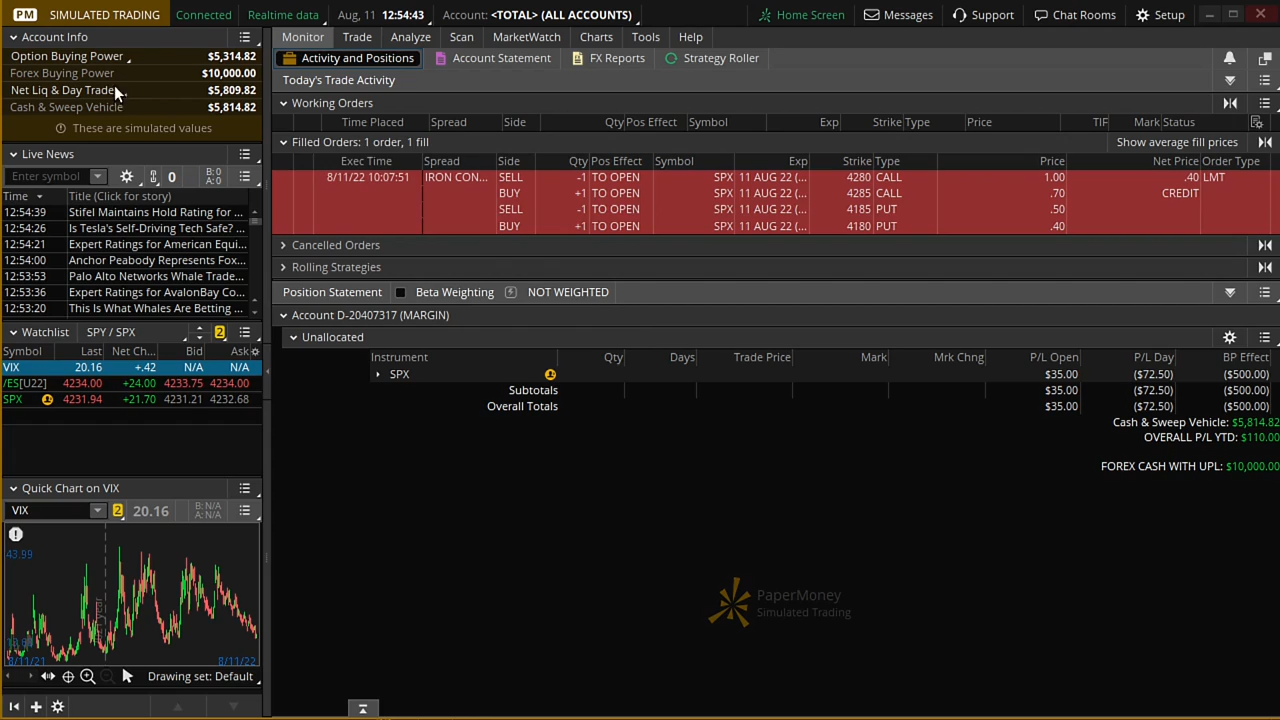 PM SIMULATED TRADING Connected Realtime data Aug, 11 12:54:43 Account: <TOTAL> (ALL ACCOUNTS) Home Screen Messages Support Chat Rooms Setup
Account Info
Option Buying Power $5,314.82
Forex Buying Power $10,000.00
Net Liq & Day Trade $5,809.82
Cash & Sweep Vehicle $5,814.82
These are simulated values
Live News
Enter symbol 0 A: 0 B: 0
Time Title (Click for story)
12:54:39 Stifel Maintains Hold Rating for ...
12:54:26 Is Tesla's Self-Driving Tech Safe? ...
12:54:21 Expert Ratings for American Equi...
12:54:00 Anchor Peabody Represents Fox...
12:53:53 Palo Alto Networks Whale Trade...
12:53:36 Expert Ratings for AvalonBay Co...
12:53:20 This Is What Whales Are Betting ...
Watchlist SPY / SPX 2
Symbol Last Net Ch... Bid Ask
VIX 20.16 +.42 N/A N/A
/ES[U22] 4234.00 +24.00 4233.75 4234.00
SPX 4231.94 +21.70 4231.21 4232.68
Quick Chart on VIX
VIX 2 20.16 B: N/A A: N/A
43.99
8/11/21 8/11/22
Drawing set: Default
Monitor Trade Analyze Scan MarketWatch Charts Tools Help
Activity and Positions Account Statement FX Reports Strategy Roller
Today's Trade Activity
Working Orders
Time Placed Spread Side Qty Pos Effect Symbol Exp Strike Type Price TIF Mark Status
Filled Orders: 1 order, 1 fill Show average fill prices
Exec Time Spread Side Qty Pos Effect Symbol Exp Strike Type Price Net Price Order Type
8/11/22 10:07:51 IRON CON... SELL -1 TO OPEN SPX 11 AUG 22 (... 4280 CALL 1.00 .40 LMT
BUY +1 TO OPEN SPX 11 AUG 22 (... 4285 CALL .70 CREDIT
SELL -1 TO OPEN SPX 11 AUG 22 (... 4185 PUT .50
BUY +1 TO OPEN SPX 11 AUG 22 (... 4180 PUT .40
Cancelled Orders
Rolling Strategies
Position Statement Beta Weighting NOT WEIGHTED
Account D-20407317 (MARGIN)
Unallocated
Instrument Qty Days Trade Price Mark Mrk Chng P/L Open P/L Day BP Effect
SPX $35.00 ($72.50) ($500.00)
Subtotals $35.00 ($72.50) ($500.00)
Overall Totals $35.00 ($72.50) ($500.00)
Cash & Sweep Vehicle: $5,814.82
OVERALL P/L YTD: $110.00
FOREX CASH WITH UPL: $10,000.00
PaperMoney
Simulated Trading